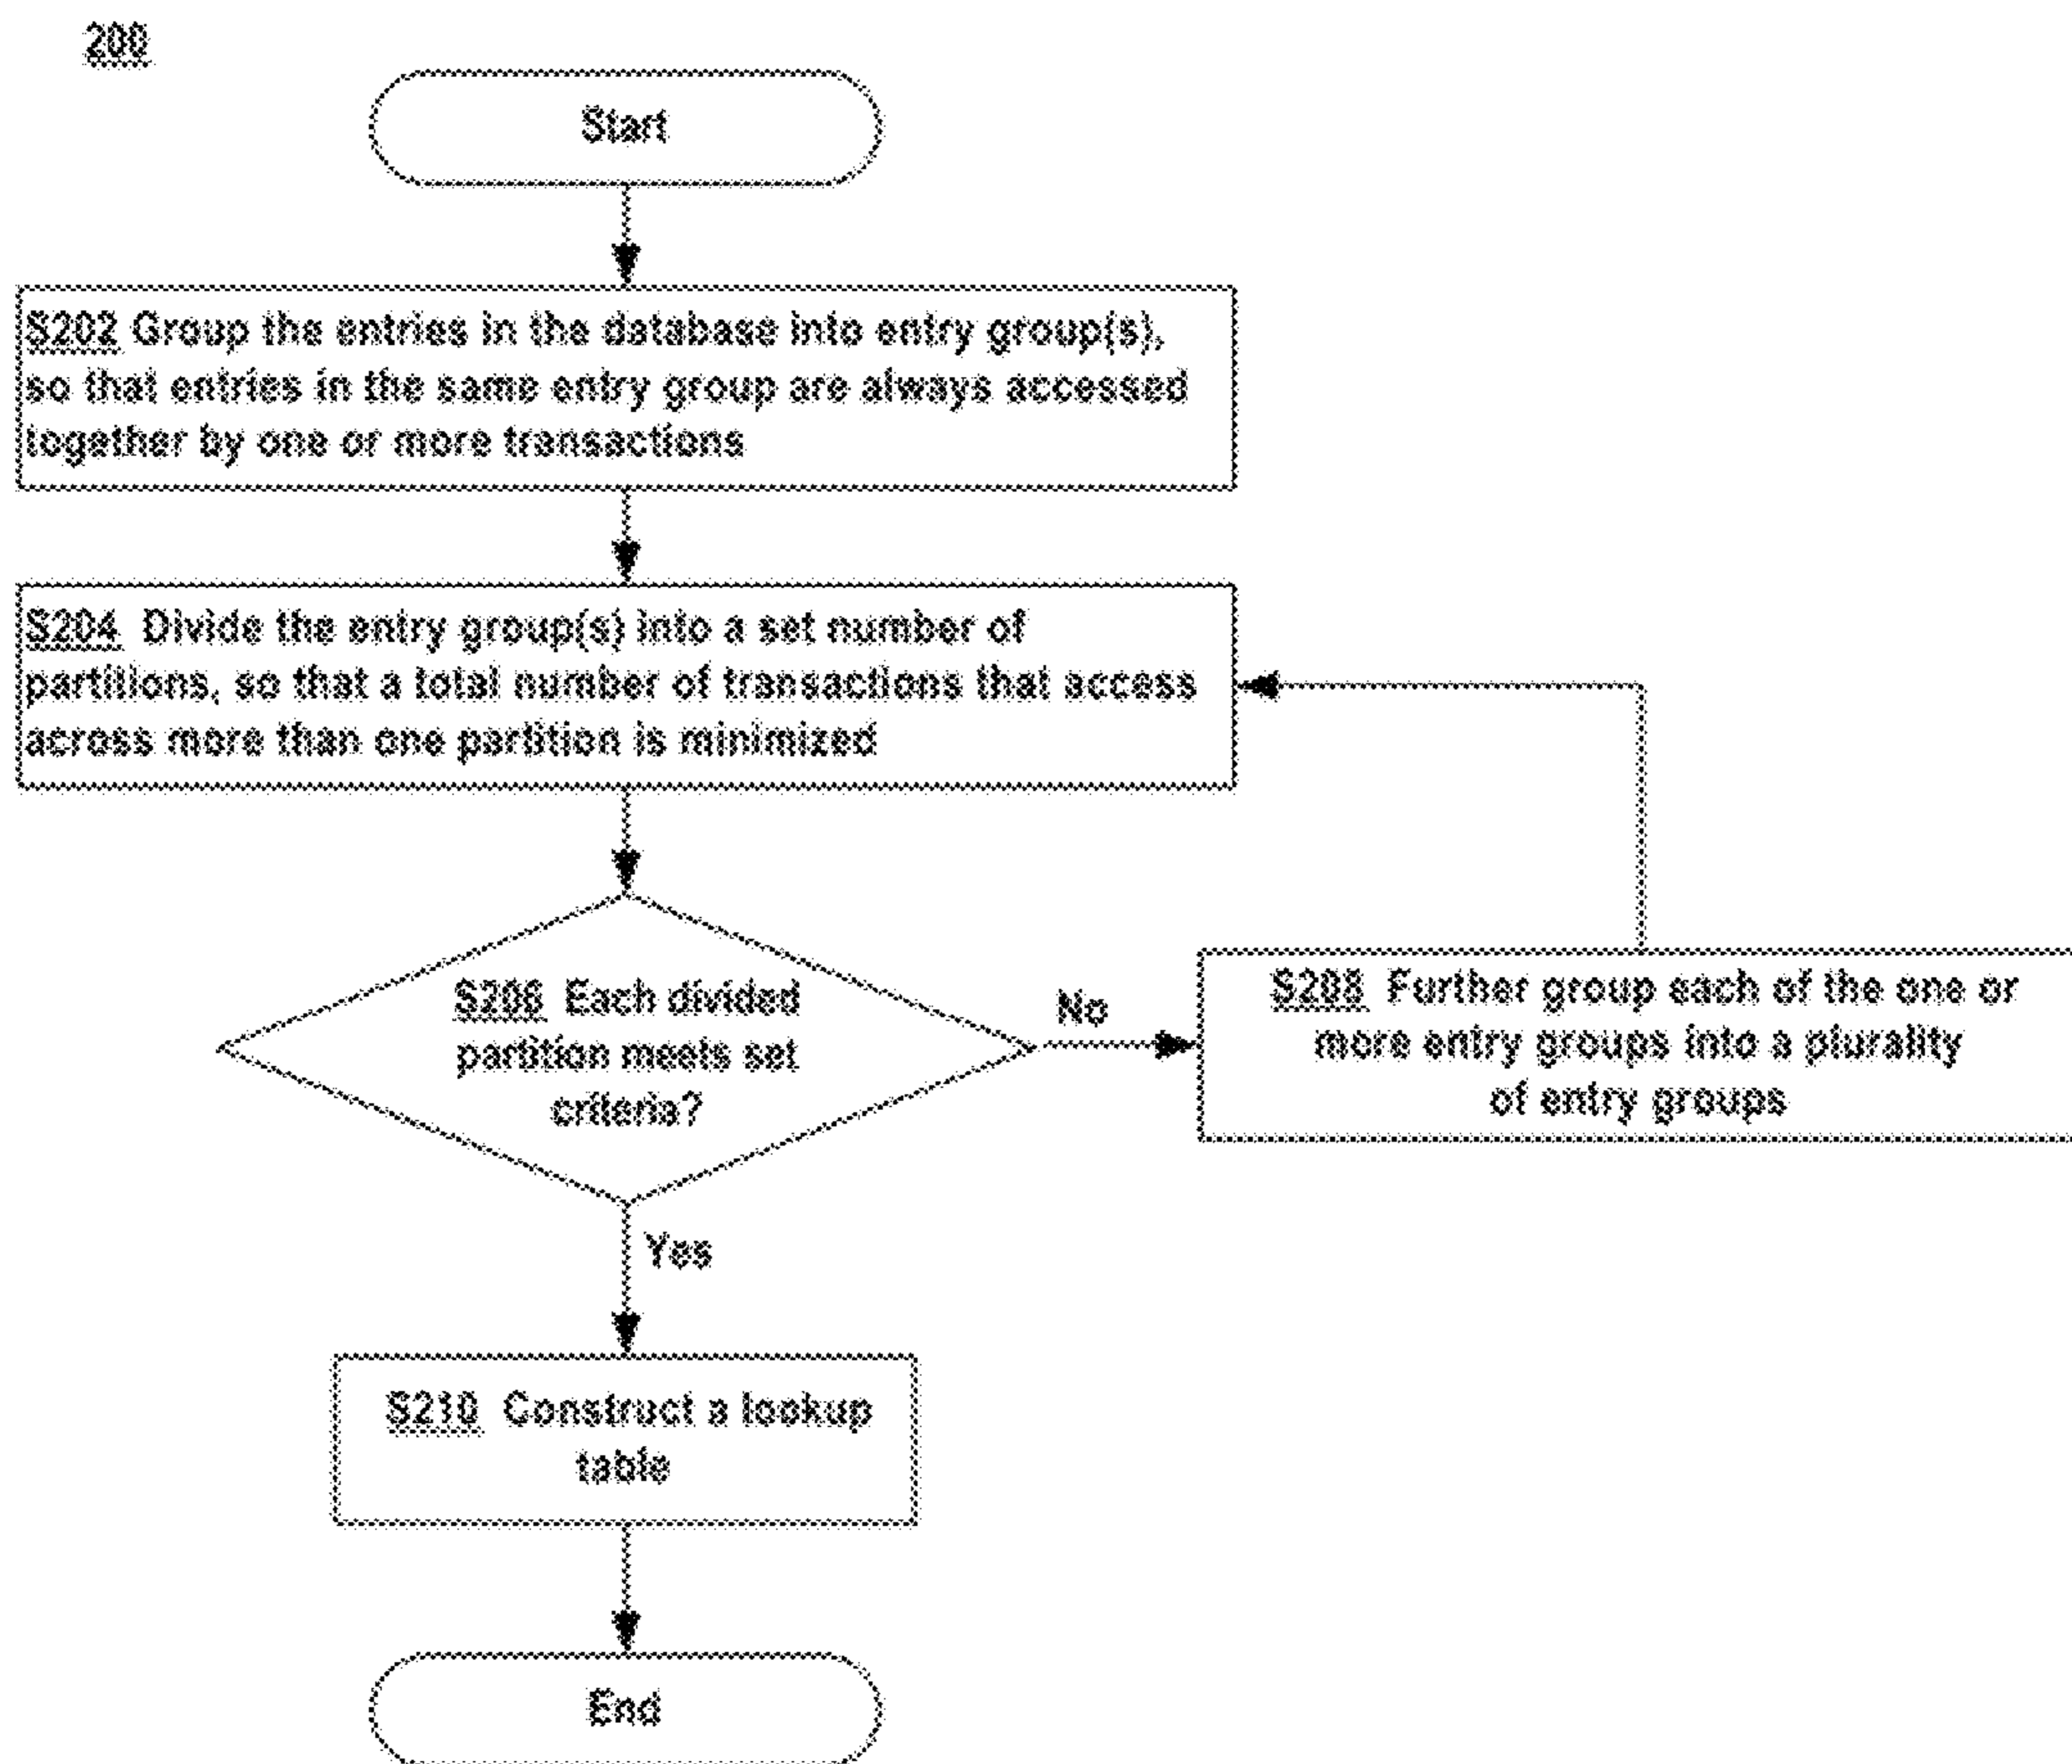 200
Start
S202 Group the entries in the database into entry group(s),
so that entries in the same entry group are always accessed
together by one or more transactions
S204 Divide the entry group(s) into a set number of
partitions, so that a total number of transactions that access
across more than one partition is minimized
S206 Each divided
partition meets set
criteria?
No
S208 Further group each of the one or
more entry groups into a plurality
of entry groups
Yes
S210 Construct a lookup
table
End